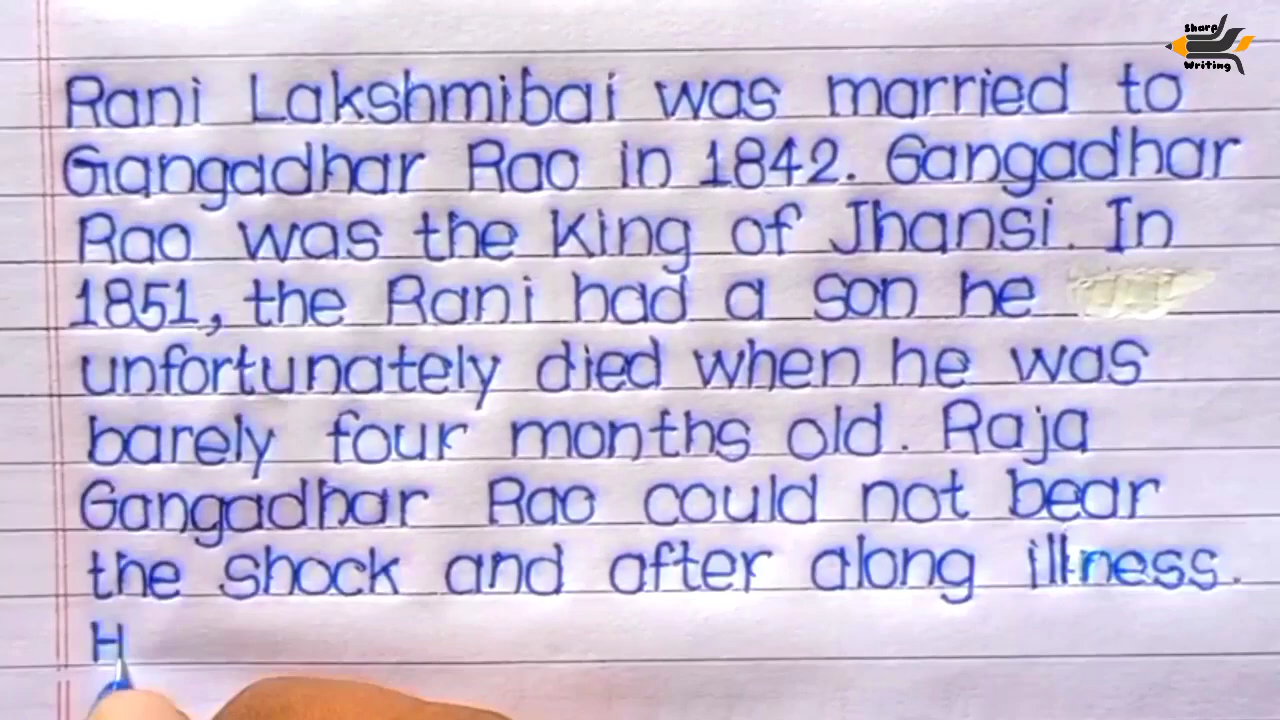 Sharp
Writing
Rani Lakshmibai was married to
Gangadhar Rao in 1842. Gangadhar
Rao was the King of Jhansi. In
1851, the Rani had a son he
unfortunately died when he was
barely four months old. Raja
Gangadhar Rao could not bear
the shock and after along illness.
H